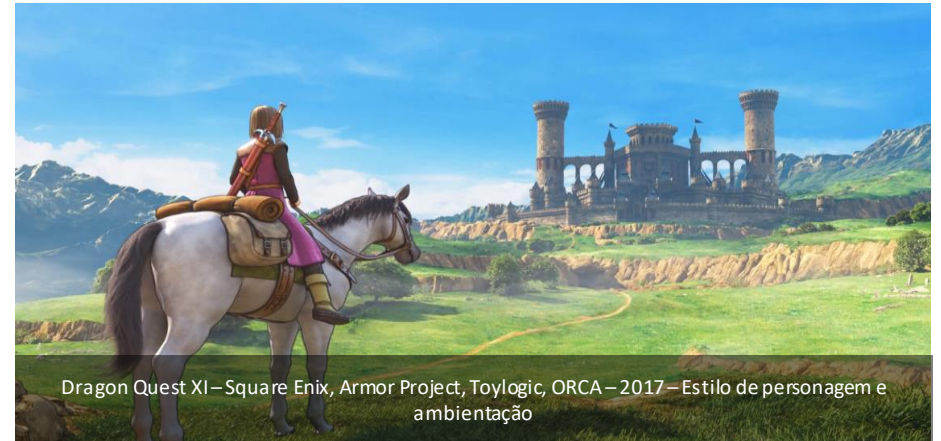 Dragon Quest XI – Square Enix, Armor Project, Toylogic, ORCA – 2017 – Estilo de personagem e
ambientação